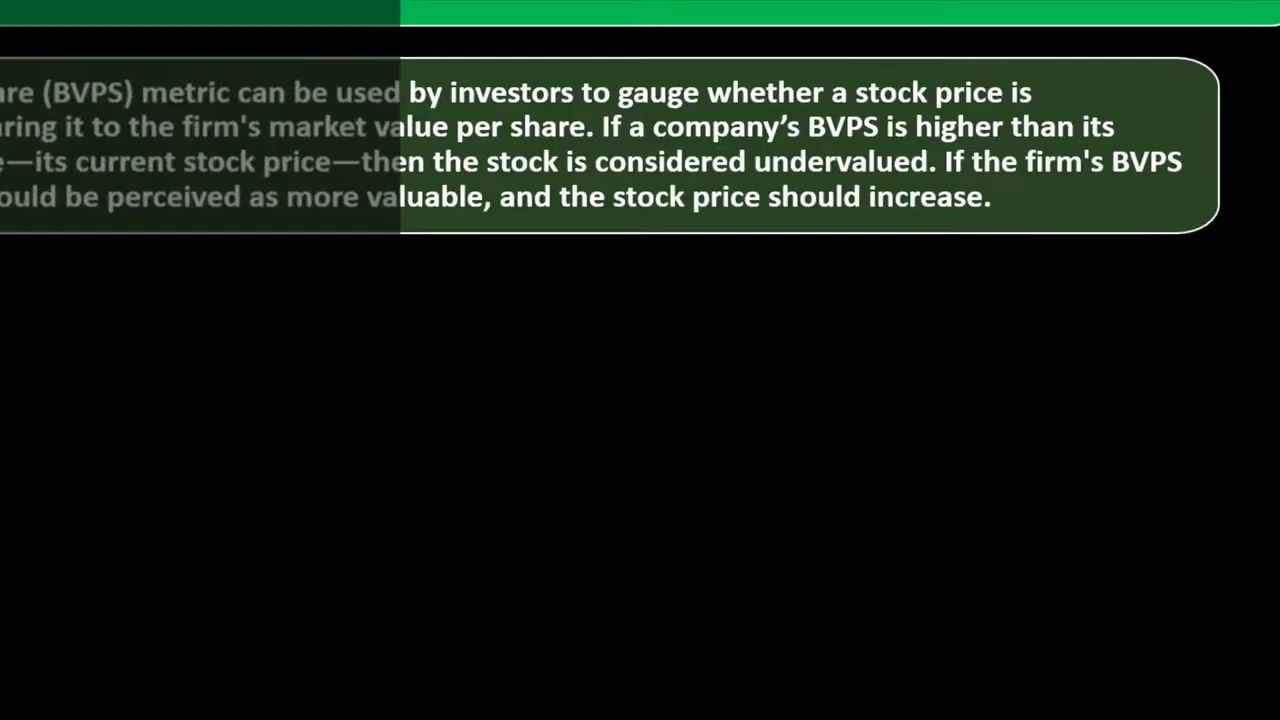 are (BVPS) metric can be used by investors to gauge whether a stock price is
aring it to the firm's market value per share. If a company’s BVPS is higher than its
e—its current stock price—then the stock is considered undervalued. If the firm's BVPS
ould be perceived as more valuable, and the stock price should increase.